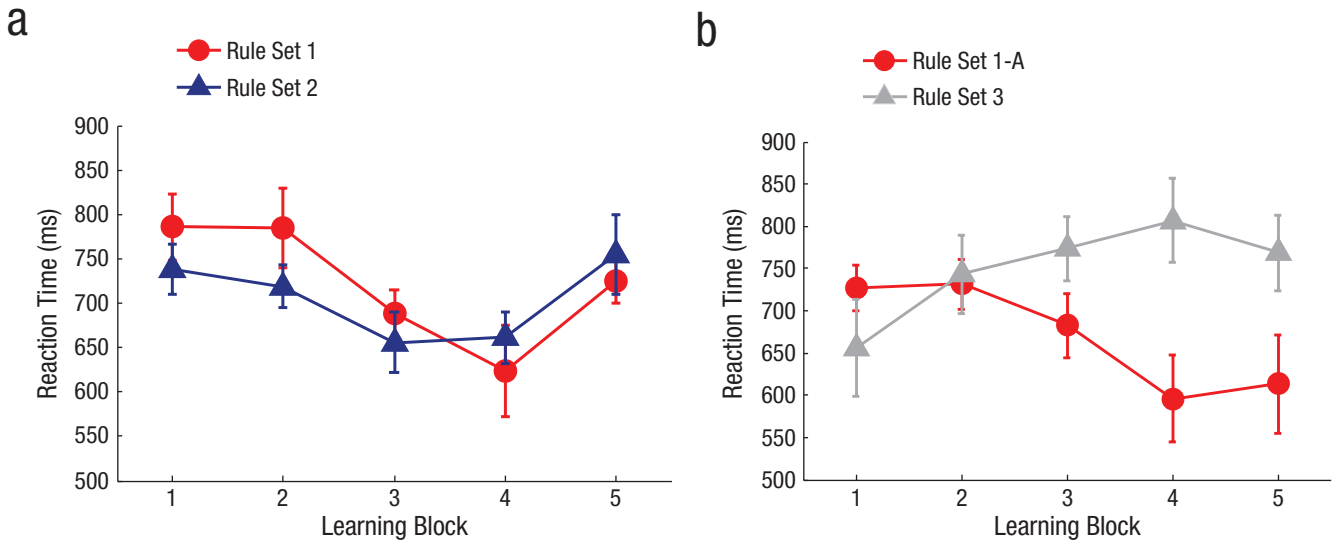 a
Rule Set 1
Rule Set 2
900
850
800
750
700
650
600
550
500
Reaction Time (ms)
1 2 3 4 5
Learning Block
b
Rule Set 1-A
Rule Set 3
900
850
800
750
700
650
600
550
500
Reaction Time (ms)
1 2 3 4 5
Learning Block